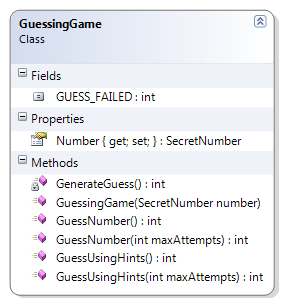 GuessingGame
Class
Fields
GUESS_FAILED : int
Properties
Number { get; set; } : SecretNumber
Methods
GenerateGuess() : int
GuessingGame(SecretNumber number)
GuessNumber() : int
GuessNumber(int maxAttempts) : int
GuessUsingHints() : int
GuessUsingHints(int maxAttempts) : int